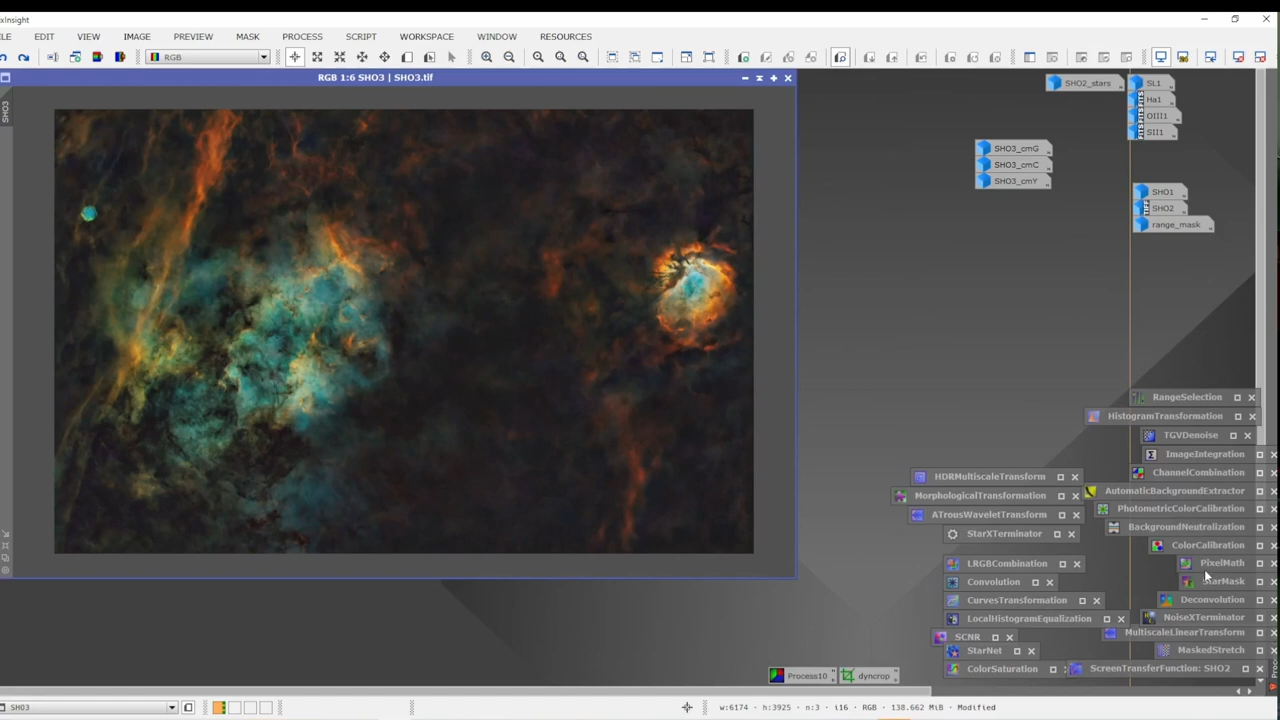 xInsight
ILE EDIT VIEW IMAGE PREVIEW MASK PROCESS SCRIPT WORKSPACE WINDOW RESOURCES
RGB
RGB 1:6 SHO3 | SHO3.tif
SHO3
SHO2_stars
SL1
Ha1
OIII1
SII1
SHO3_cmG
SHO3_cmC
SHO3_cmY
SHO1
SHO2
range_mask
RangeSelection
HistogramTransformation
TGVDenoise
ImageIntegration
ChannelCombination
HDRMultiscaleTransform
AutomaticBackgroundExtractor
MorphologicalTransformation
PhotometricColorCalibration
ATrousWaveletTransform
BackgroundNeutralization
StarXTerminator
ColorCalibration
LRGBCombination
PixelMath
Convolution
StarMask
CurvesTransformation
Deconvolution
LocalHistogramEqualization
NoiseXTerminator
SCNR
MultiscaleLinearTransform
StarNet
MaskedStretch
ColorSaturation
ScreenTransferFunction: SHO2
Process10
dyncrop
SHO3
w:6174 · h:3925 · n:3 · i16 · RGB · 138.662 MiB · Modified